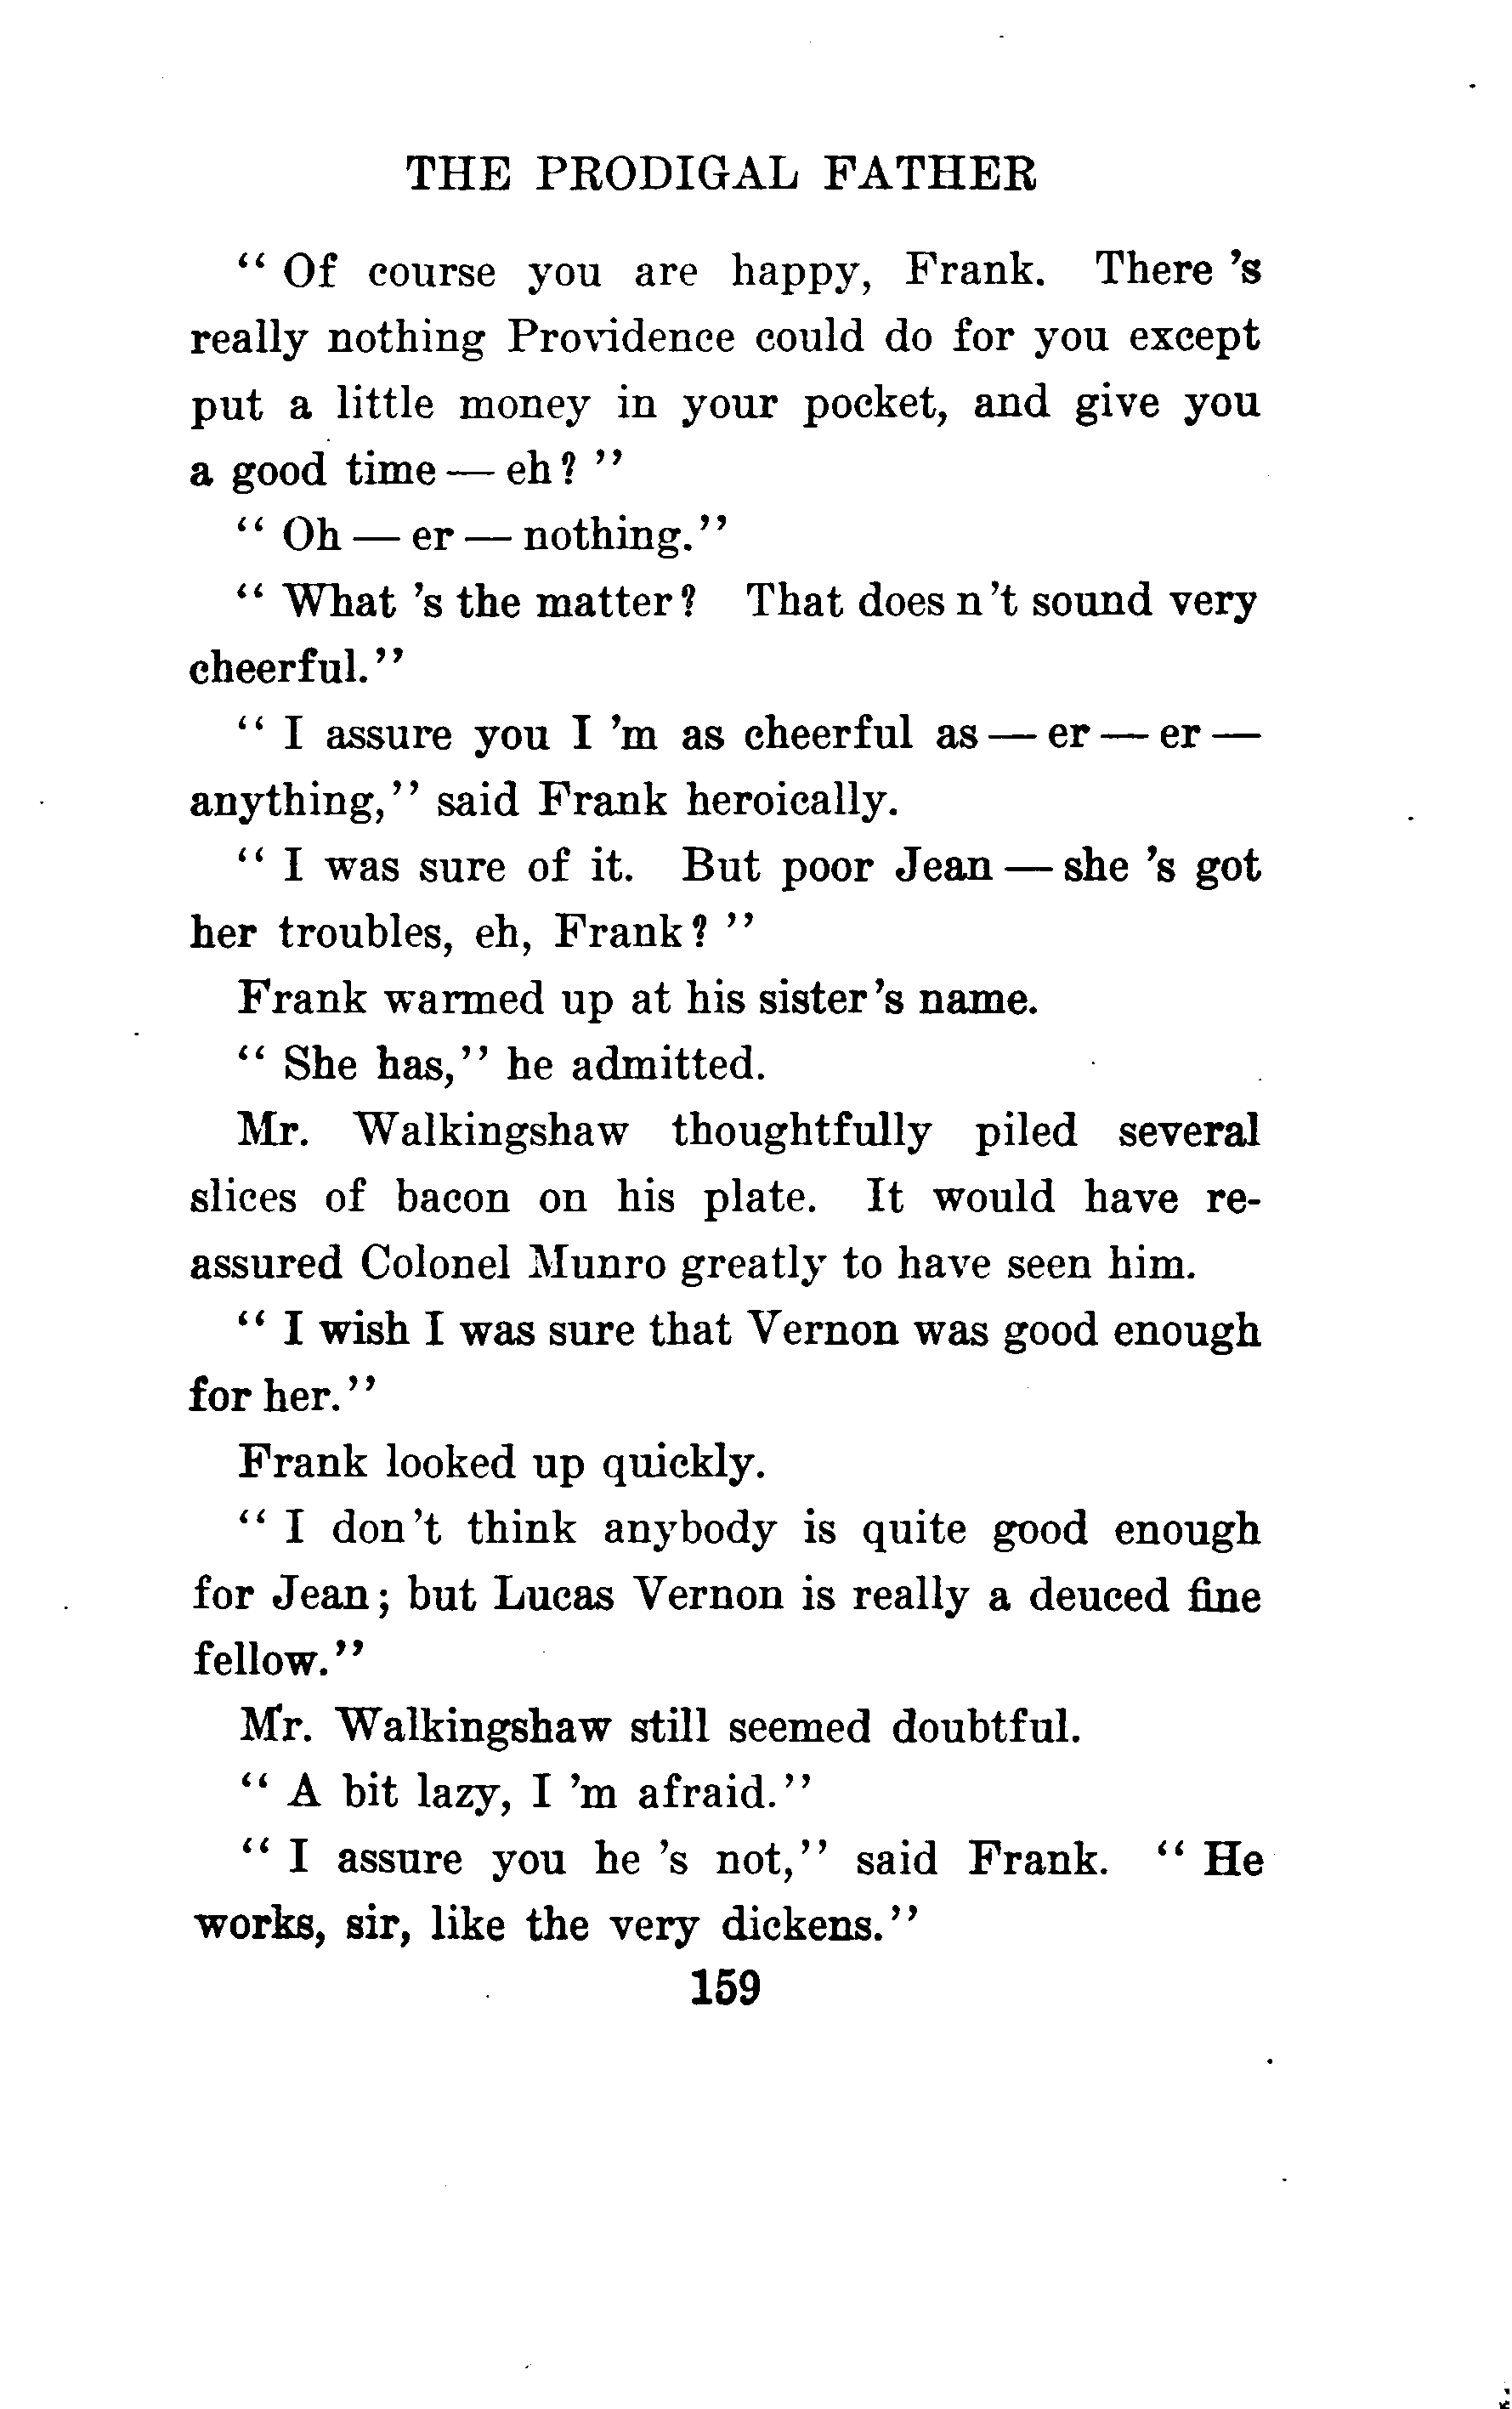 THE PRODIGAL FATHER
“ Of course you are happy, Frank. There ’s
really nothing Providence could do for you except
put a little money in your pocket, and give you
a good time — eh? ”
“ Oh — er — nothing.”
“ What ’s the matter? That does n’t sound very
cheerful.”
“ I assure you I ’m as cheerful as — er — er —
anything,” said Frank heroically.
“ I was sure of it. But poor Jean — she ’s got
her troubles, eh, Frank? ”
Frank warmed up at his sister’s name.
“ She has,” he admitted.
Mr. Walkingshaw thoughtfully piled several
slices of bacon on his plate. It would have re-
assured Colonel Munro greatly to have seen him.
“ I wish I was sure that Vernon was good enough
for her.”
Frank looked up quickly.
“ I don’t think anybody is quite good enough
for Jean; but Lucas Vernon is really a deuced fine
fellow.”
Mr. Walkingshaw still seemed doubtful.
“ A bit lazy, I ’m afraid.”
“ I assure you he ’s not,” said Frank. “ He
works, sir, like the very dickens.”
159